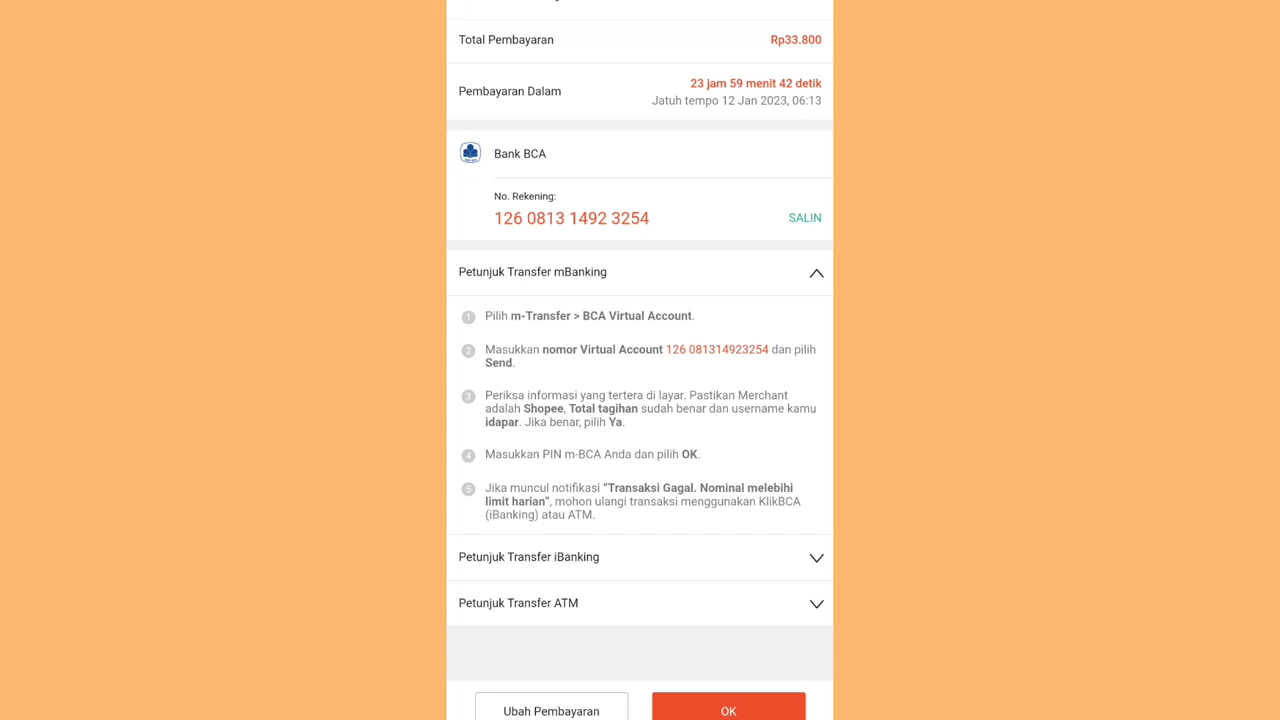 Total Pembayaran Rp33.800
23 jam 59 menit 42 detik
Pembayaran Dalam
Jatuh tempo 12 Jan 2023, 06:13
Bank BCA
No. Rekening:
126 0813 1492 3254 SALIN
Petunjuk Transfer mBanking
1 Pilih m-Transfer > BCA Virtual Account.
2 Masukkan nomor Virtual Account 126 081314923254 dan pilih
Send.
3 Periksa informasi yang tertera di layar. Pastikan Merchant
adalah Shopee, Total tagihan sudah benar dan username kamu
idapar. Jika benar, pilih Ya.
4 Masukkan PIN m-BCA Anda dan pilih OK.
5 Jika muncul notifikasi “Transaksi Gagal. Nominal melebihi
limit harian”, mohon ulangi transaksi menggunakan KlikBCA
(iBanking) atau ATM.
Petunjuk Transfer iBanking
Petunjuk Transfer ATM
Ubah Pembayaran OK